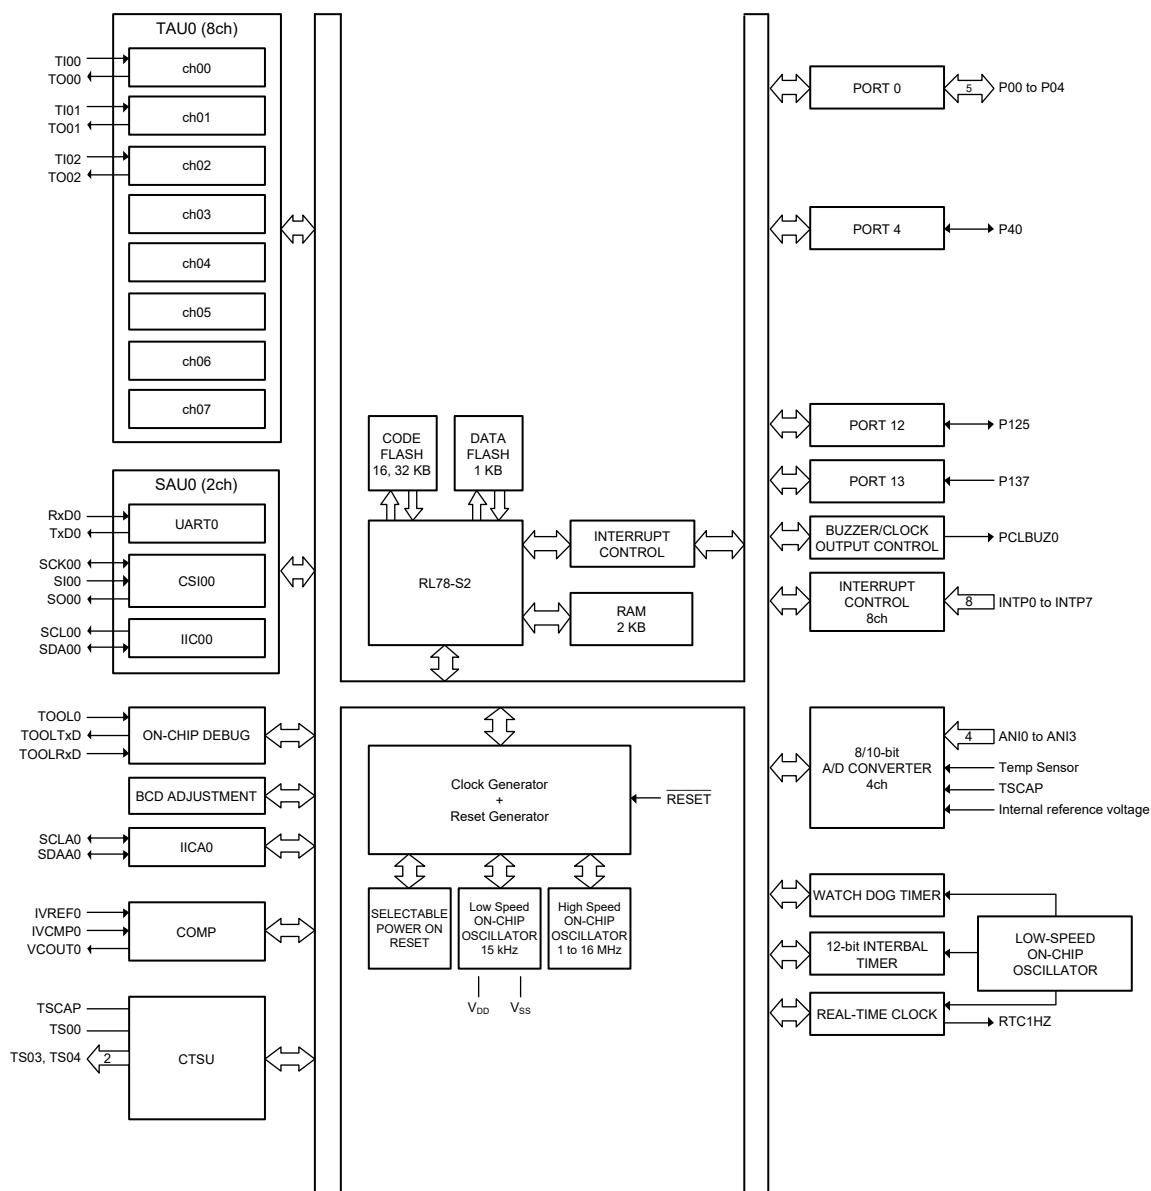 TAU0 (8ch)
TI00
TO00
ch00
TI01
TO01
ch01
TI02
TO02
ch02
ch03
ch04
ch05
ch06
ch07
SAU0 (2ch)
RxD0
TxD0
UART0
SCK00
SI00
SO00
CSI00
SCL00
SDA00
IIC00
TOOL0
TOOLTxD
TOOLRxD
ON-CHIP DEBUG
BCD ADJUSTMENT
SCLA0
SDAA0
IICA0
IVREF0
IVCMP0
VCOUT0
COMP
TSCAP
TS00
TS03, TS04
2
CTSU
CODE
FLASH
16, 32 KB
DATA
FLASH
1 KB
RL78-S2
INTERRUPT
CONTROL
RAM
2 KB
Clock Generator
+
Reset Generator
RESET
SELECTABLE
POWER ON
RESET
Low Speed
ON-CHIP
OSCILLATOR
15 kHz
High Speed
ON-CHIP
OSCILLATOR
1 to 16 MHz
VDD
VSS
PORT 0
5
P00 to P04
PORT 4
P40
PORT 12
P125
PORT 13
P137
BUZZER/CLOCK
OUTPUT CONTROL
PCLBUZ0
INTERRUPT
CONTROL
8ch
8
INTP0 to INTP7
8/10-bit
A/D CONVERTER
4ch
4
ANI0 to ANI3
Temp Sensor
TSCAP
Internal reference voltage
WATCH DOG TIMER
12-bit INTERBAL
TIMER
REAL-TIME CLOCK
LOW-SPEED
ON-CHIP
OSCILLATOR
RTC1HZ